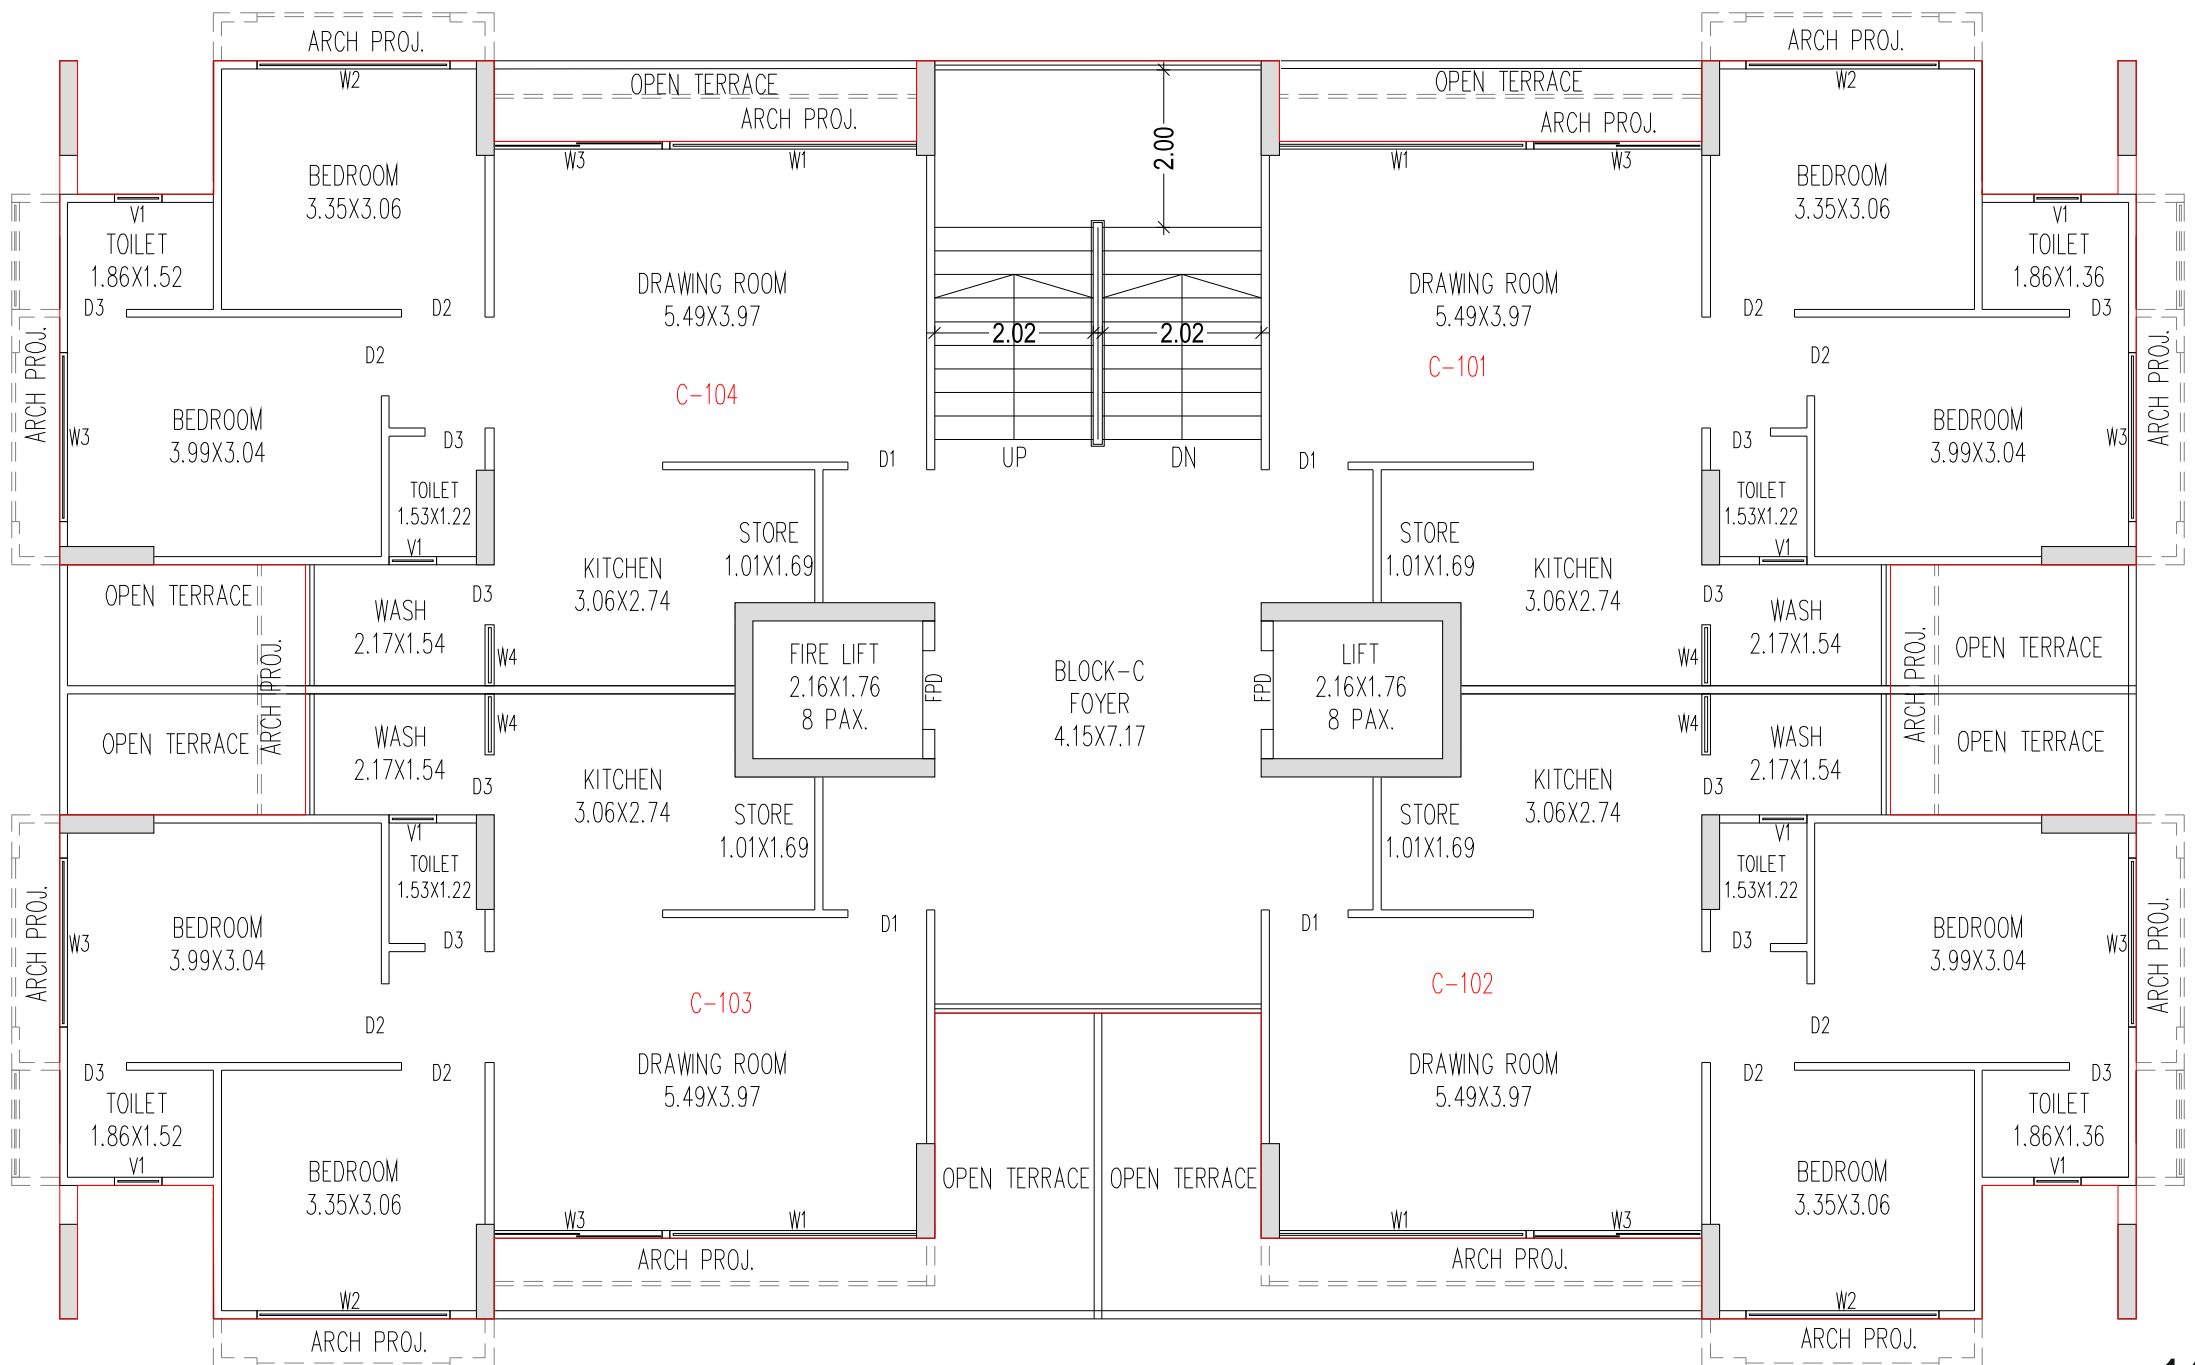 ARCH PROJ.
ARCH PROJ.
W2
OPEN TERRACE
ARCH PROJ.
OPEN TERRACE
ARCH PROJ.
W2
W3
W1
2.00
W1
W3
BEDROOM
3.35X3.06
BEDROOM
3.35X3.06
V1
TOILET
1.86X1.52
D3
D2
DRAWING ROOM
5.49X3.97
C-104
2.02
2.02
DRAWING ROOM
5.49X3.97
C-101
V1
TOILET
1.86X1.36
D2
D3
ARCH PROJ.
W3
BEDROOM
3.99X3.04
D2
D3
TOILET
1.53X1.22
V1
D1
UP
DN
D1
D2
D3
TOILET
1.53X1.22
V1
BEDROOM
3.99X3.04
W3
ARCH PROJ.
STORE
1.01X1.69
STORE
1.01X1.69
KITCHEN
3.06X2.74
KITCHEN
3.06X2.74
OPEN TERRACE
ARCH PROJ.
WASH
2.17X1.54
D3
W4
FIRE LIFT
2.16X1.76
8 PAX.
FPD
BLOCK-C
FOYER
4.15X7.17
FPD
LIFT
2.16X1.76
8 PAX.
D3
W4
WASH
2.17X1.54
ARCH PROJ.
OPEN TERRACE
OPEN TERRACE
WASH
2.17X1.54
W4
D3
KITCHEN
3.06X2.74
STORE
1.01X1.69
STORE
1.01X1.69
KITCHEN
3.06X2.74
W4
D3
WASH
2.17X1.54
OPEN TERRACE
V1
TOILET
1.53X1.22
D3
D1
D1
V1
TOILET
1.53X1.22
D3
ARCH PROJ.
W3
BEDROOM
3.99X3.04
D2
BEDROOM
3.99X3.04
W3
ARCH PROJ.
D2
C-103
C-102
D3
D2
DRAWING ROOM
5.49X3.97
DRAWING ROOM
5.49X3.97
D2
D3
TOILET
1.86X1.52
V1
TOILET
1.86X1.36
V1
BEDROOM
3.35X3.06
OPEN TERRACE
OPEN TERRACE
BEDROOM
3.35X3.06
W3
W1
W1
W3
ARCH PROJ.
ARCH PROJ.
W2
W2
ARCH PROJ.
ARCH PROJ.